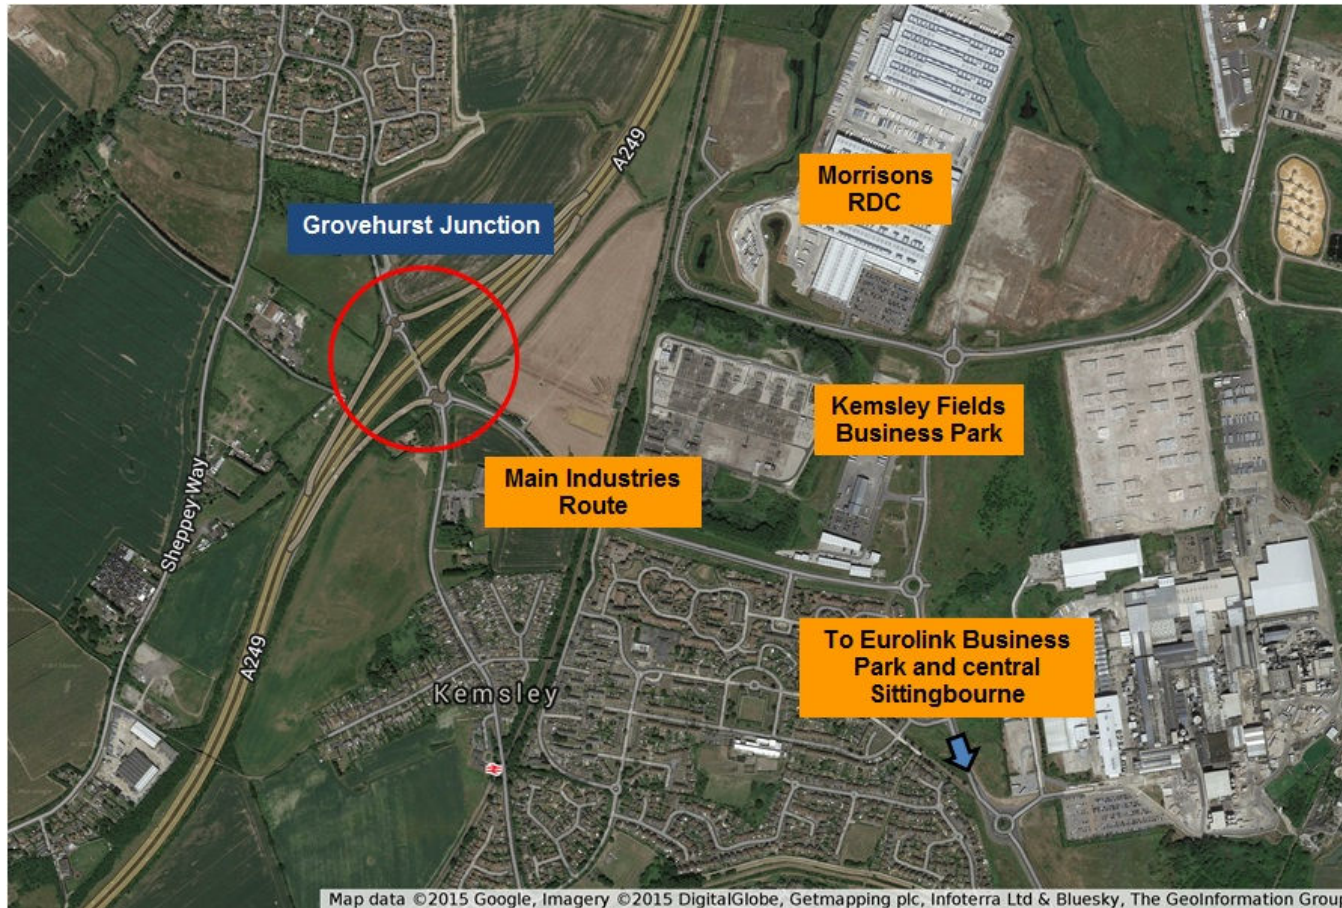 A249
Morrisons
RDC
Grovehurst Junction
Kemsley Fields
Business Park
Main Industries
Route
Sheppey Way
A249
To Eurolink Business
Park and central
Sittingbourne
Kemsley
Map data ©2015 Google, Imagery ©2015 DigitalGlobe, Getmapping plc, Infoterra Ltd & Bluesky, The GeoInformation Group